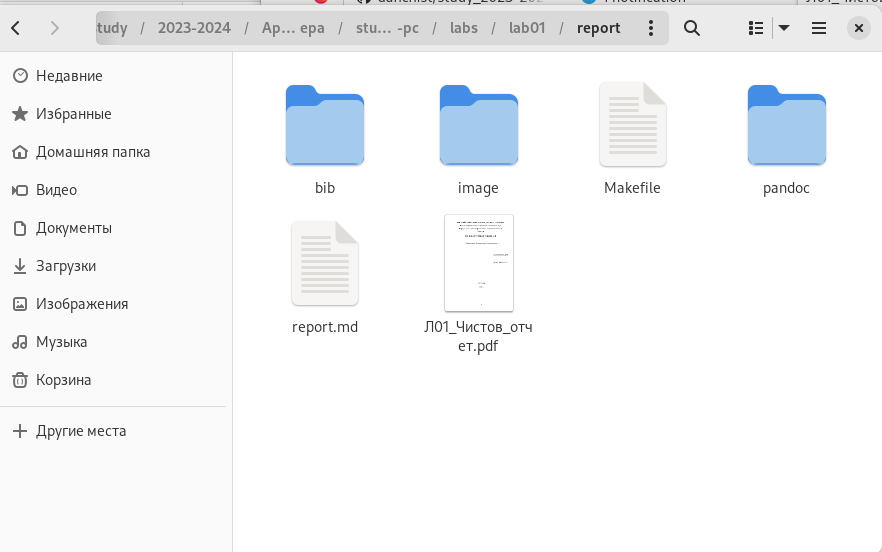 study / 2023-2024 / Ap… ера / stu… -pc / labs / lab01 / report
Недавние
Избранные
Домашняя папка
Видео
Документы
Загрузки
Изображения
Музыка
Корзина
Другие места
bib
image
Makefile
pandoc
report.md
Л01_Чистов_отч
ет.pdf